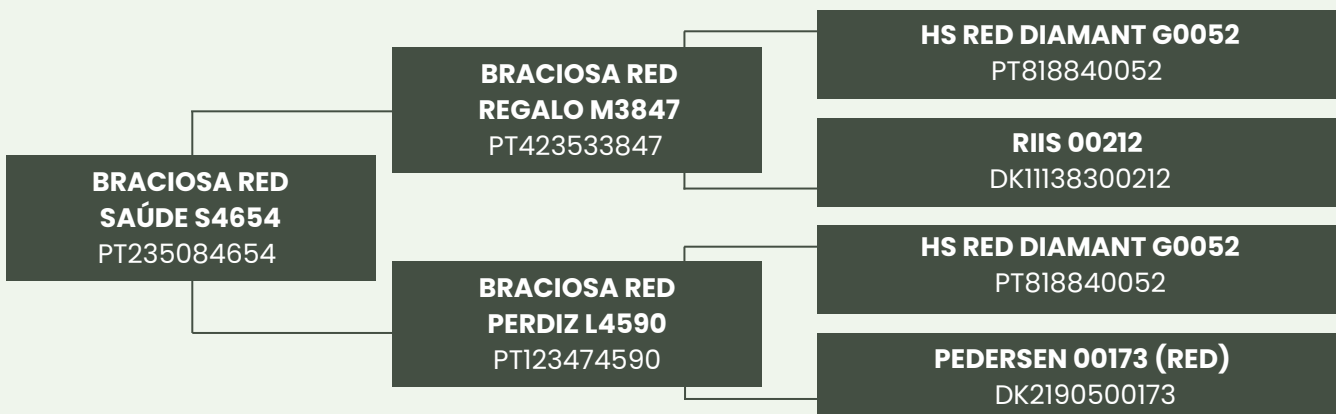 BRACIOSA RED
SAÚDE S4654
PT235084654
BRACIOSA RED
REGALO M3847
PT423533847
BRACIOSA RED
PERDIZ L4590
PT123474590
HS RED DIAMANT G0052
PT818840052
RIIS 00212
DK11138300212
HS RED DIAMANT G0052
PT818840052
PEDERSEN 00173 (RED)
DK2190500173